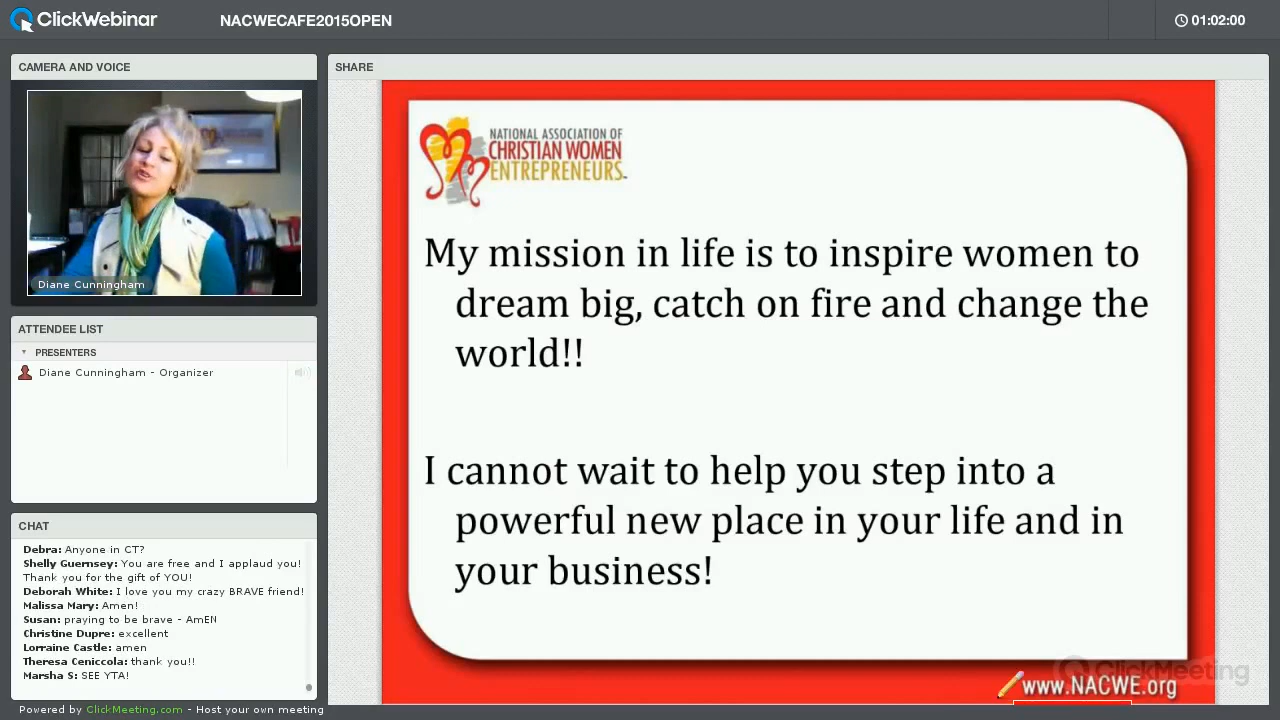 ClickWebinar
NACWECAFE2015OPEN
01:02:00
CAMERA AND VOICE
Diane Cunningham
ATTENDEE LIST
PRESENTERS
Diane Cunningham - Organizer
CHAT
Debra: Anyone in CT?
Shelly Guernsey: You are free and I applaud you!
Thank you for the gift of YOU!
Deborah White: I love you my crazy BRAVE friend!
Malissa Gary: Amen!
Susan: praying to be brave - AmEN
Christine Dupre: excellent
Lorraine Castle: amen
Theresa thank you!!
Marsha S: SEE YTA!
Powered by ClickMeeting.com - Host your own meeting
SHARE
NATIONAL ASSOCIATION OF
CHRISTIAN WOMEN
ENTREPRENEURS
My mission in life is to inspire women to
dream big, catch on fire and change the
world!!
I cannot wait to help you step into a
powerful new place in your life and in
your business!
ClickMeeting
www.NACWE.org